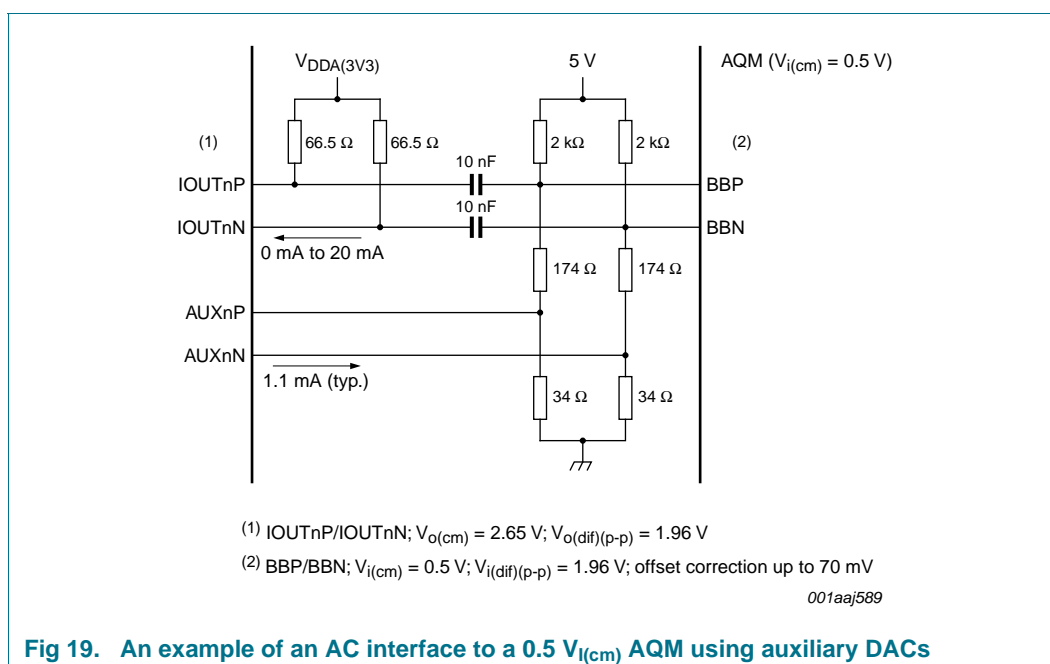 V_DDA(3V3)
5 V
AQM (V_i(cm) = 0.5 V)
(1)
66.5 Ω
66.5 Ω
2 kΩ
2 kΩ
(2)
10 nF
IOUTnP
BBP
10 nF
IOUTnN
BBN
0 mA to 20 mA
174 Ω
174 Ω
AUXnP
AUXnN
1.1 mA (typ.)
34 Ω
34 Ω
(1) IOUTnP/IOUTnN; V_o(cm) = 2.65 V; V_o(dif)(p-p) = 1.96 V
(2) BBP/BBN; V_i(cm) = 0.5 V; V_i(dif)(p-p) = 1.96 V; offset correction up to 70 mV
001aaj589
Fig 19. An example of an AC interface to a 0.5 V_I(cm) AQM using auxiliary DACs